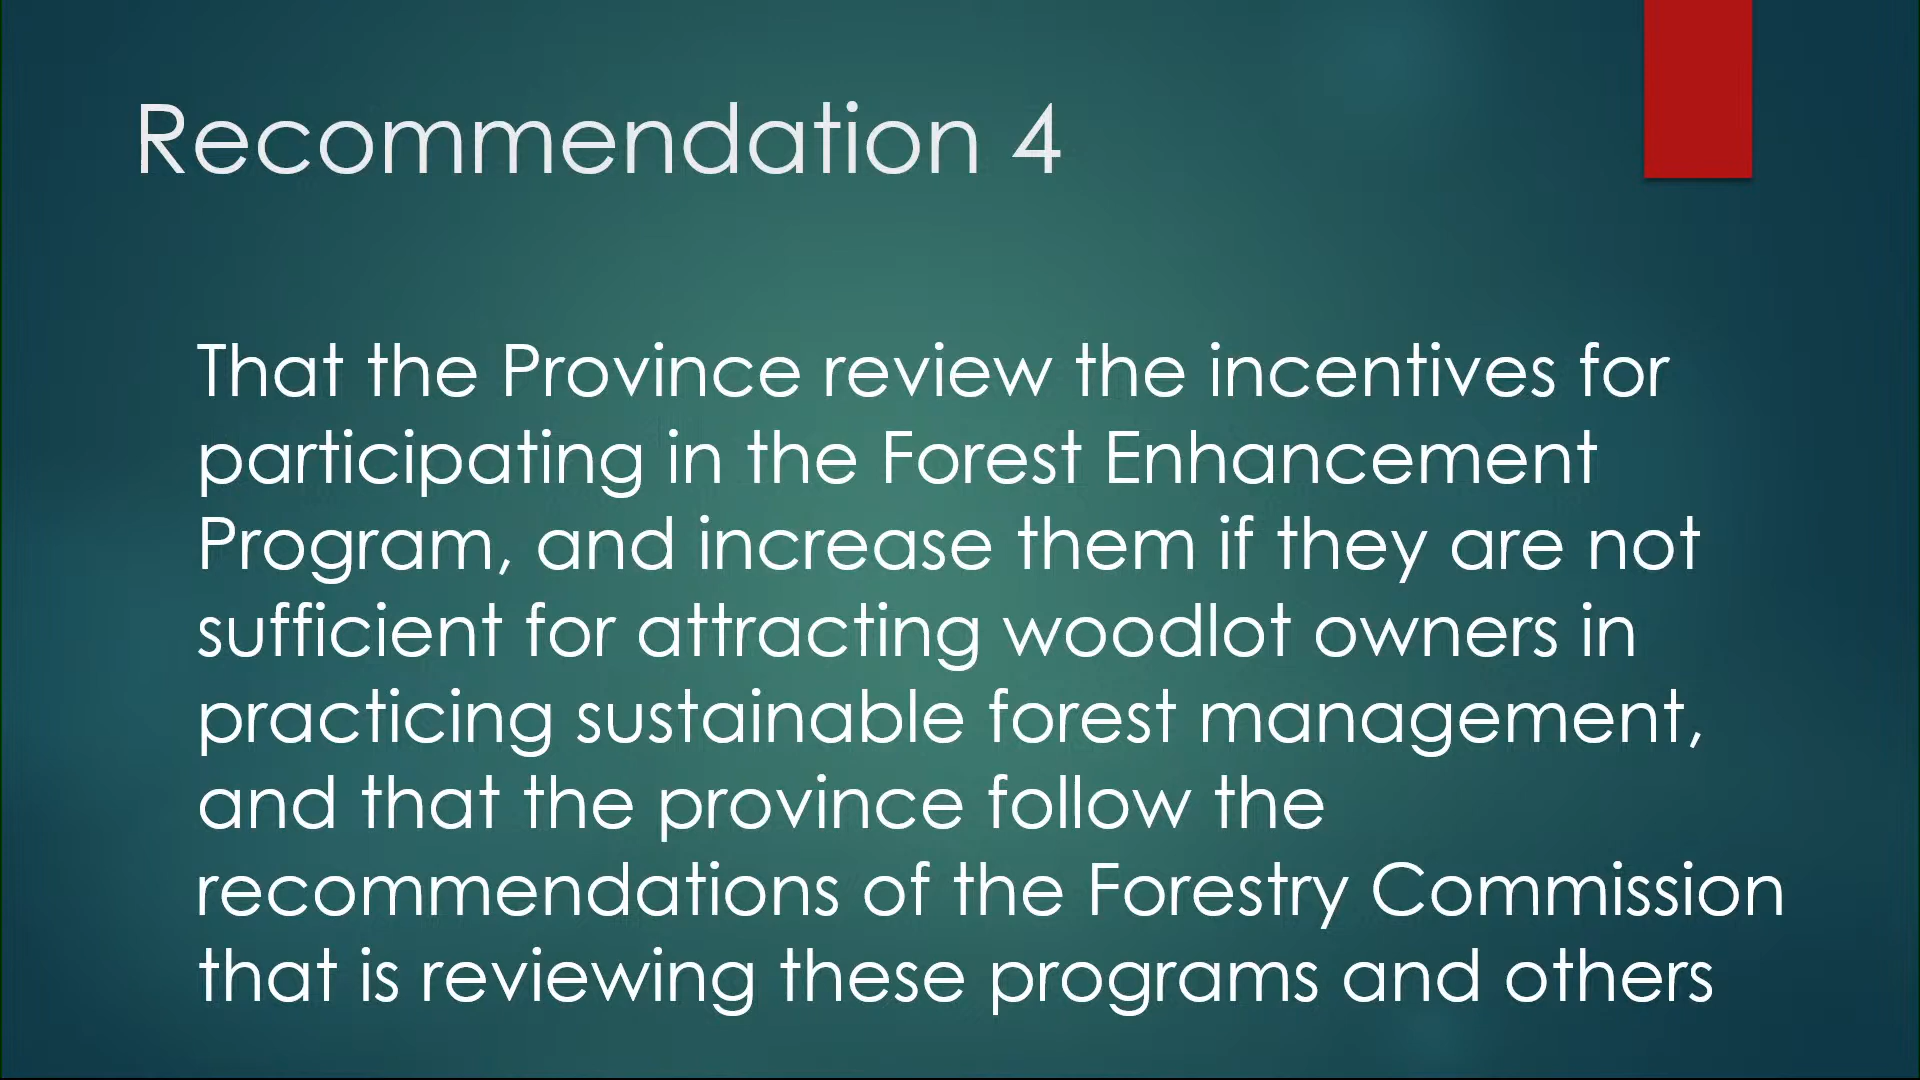 Recommendation 4
That the Province review the incentives for
participating in the Forest Enhancement
Program, and increase them if they are not
sufficient for attracting woodlot owners in
practicing sustainable forest management,
and that the province follow the
recommendations of the Forestry Commission
that is reviewing these programs and others